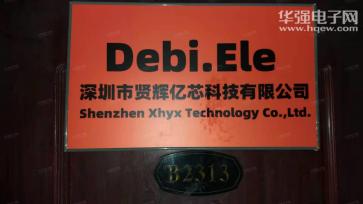 华强电子网
www.hqew.com
Debi.Ele
深圳市贤辉亿芯科技有限公司
Shenzhen Xhyx Technology Co.,Ltd.
B2313